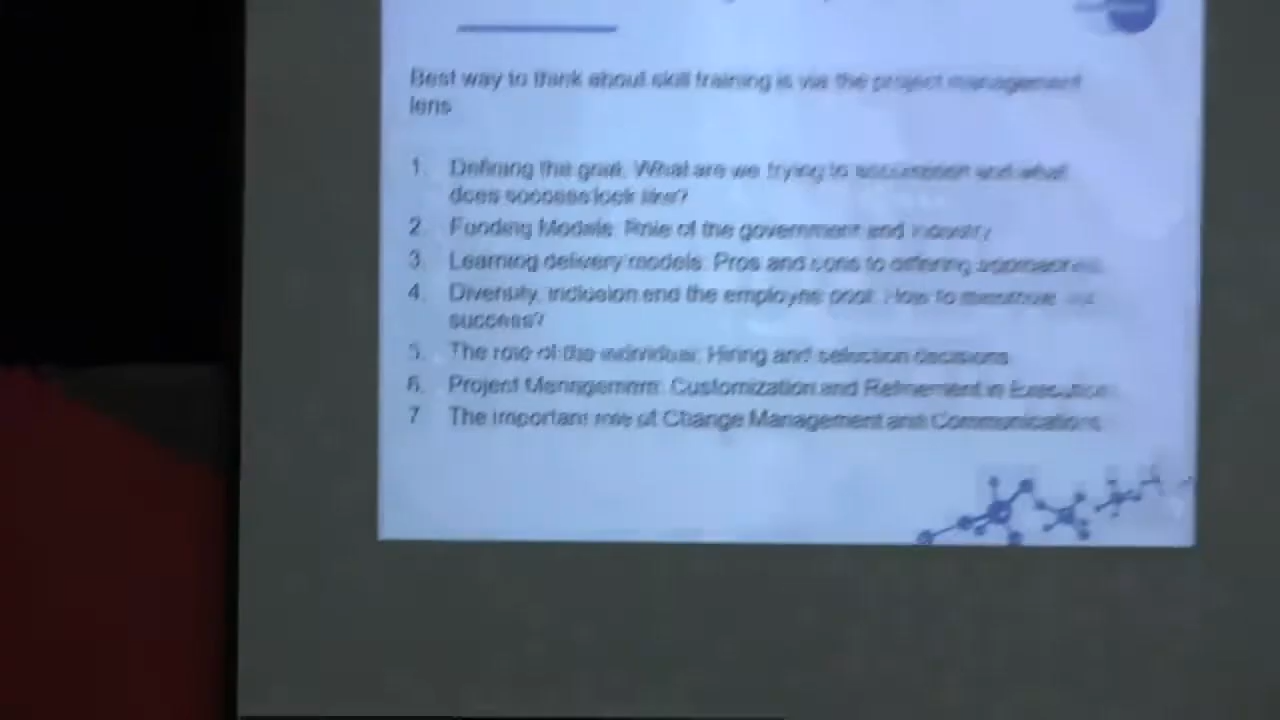 Best way to think about skill training is via the project management
lens
1. Defining the goal: What are we trying to accomplish and what
does success look like?
2. Funding Models: Role of the government and industry
3. Learning delivery models: Pros and cons to differing approaches
4. Diversity, inclusion and the employee pool: How to measure
success?
5. The role of the individual: Hiring and selection decisions
6. Project Management: Customization and Refinement in Execution
7. The important role of Change Management and Communications